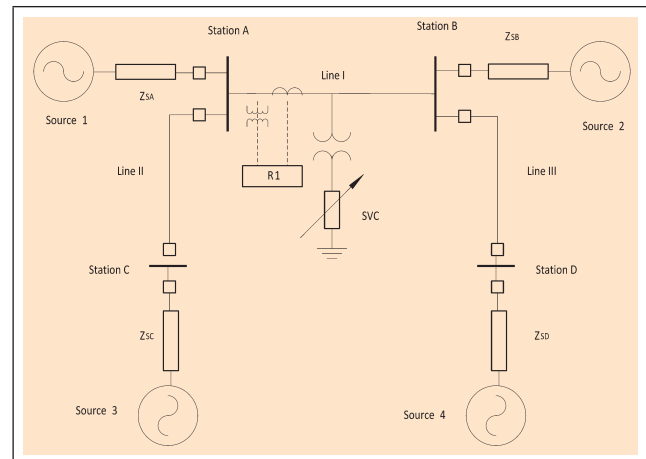 Station A
Station B
ZSA
Line I
ZSB
Source 1
Source 2
Line II
R1
Line III
SVC
Station C
Station D
ZSC
ZSD
Source 3
Source 4